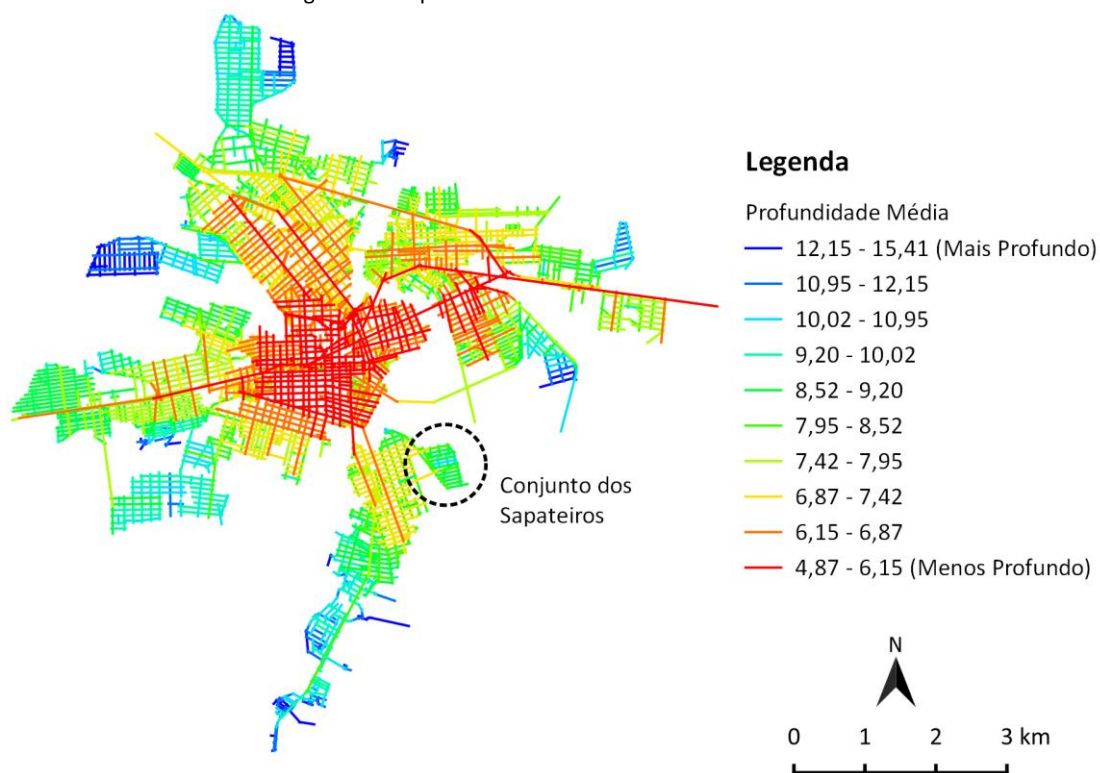 Legenda
Profundidade Média
12,15 - 15,41 (Mais Profundo)
10,95 - 12,15
10,02 - 10,95
9,20 - 10,02
8,52 - 9,20
7,95 - 8,52
7,42 - 7,95
6,87 - 7,42
6,15 - 6,87
4,87 - 6,15 (Menos Profundo)
Conjunto dos
Sapateiros
N
0 1 2 3 km